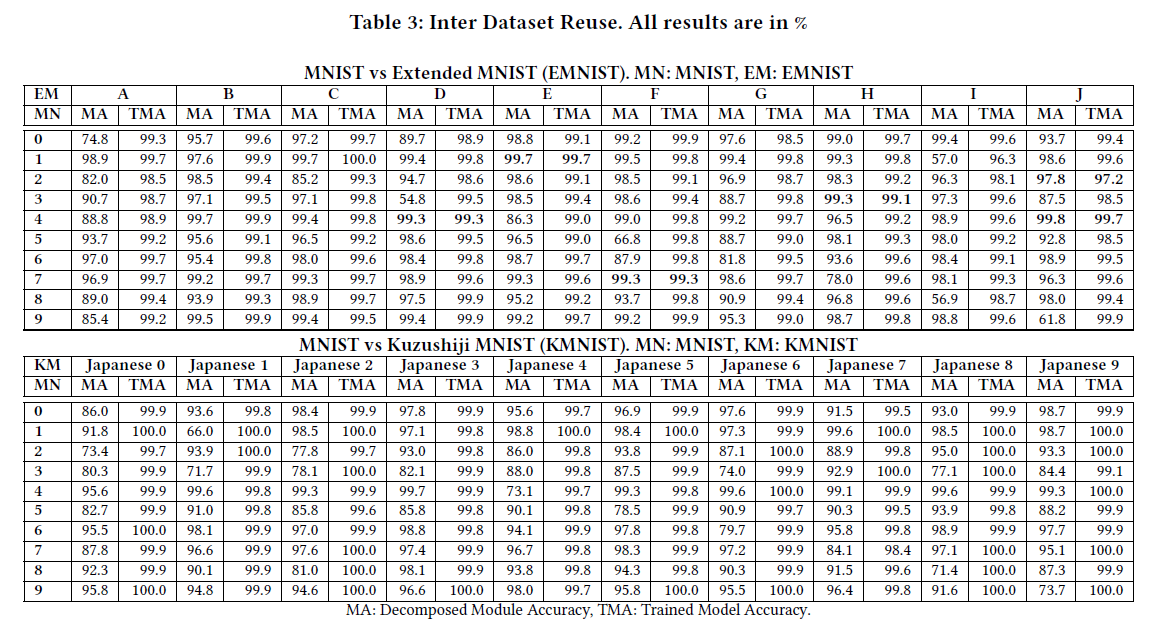 Table 3: Inter Dataset Reuse. All results are in %
MNIST vs Extended MNIST (EMNIST). MN: MNIST, EM: EMNIST
EM A B C D E F G H I J
MN MA TMA MA TMA MA TMA MA TMA MA TMA MA TMA MA TMA MA TMA MA TMA MA TMA
0 74.8 99.3 95.7 99.6 97.2 99.7 89.7 98.9 98.8 99.1 99.2 99.9 97.6 98.5 99.0 99.7 99.4 99.6 93.7 99.4
1 98.9 99.7 97.6 99.9 99.7 100.0 99.4 99.8 99.7 99.7 99.5 99.8 99.4 99.8 99.3 99.8 57.0 96.3 98.6 99.6
2 82.0 98.5 98.5 99.4 85.2 99.3 94.7 98.6 98.6 99.1 98.5 99.1 96.9 98.7 98.3 99.2 96.3 98.1 97.8 97.2
3 90.7 98.7 97.1 99.5 97.1 99.8 54.8 99.5 98.5 99.4 98.6 99.4 88.7 99.8 99.3 99.1 97.3 99.6 87.5 98.5
4 88.8 98.9 99.7 99.9 99.4 99.8 99.3 99.3 86.3 99.0 99.0 99.8 99.2 99.7 96.5 99.2 98.9 99.6 99.8 99.7
5 93.7 99.2 95.6 99.1 96.5 99.2 98.6 99.5 96.5 99.0 66.8 99.8 88.7 99.0 98.1 99.3 98.0 99.2 92.8 98.5
6 97.0 99.7 95.4 99.8 98.0 99.6 98.4 99.8 98.7 99.7 87.9 99.8 81.8 99.5 93.6 99.6 98.4 99.1 98.9 99.5
7 96.9 99.7 99.2 99.7 99.3 99.7 98.9 99.6 99.3 99.6 99.3 99.3 98.6 99.7 78.0 99.6 98.1 99.3 96.3 99.6
8 89.0 99.4 93.9 99.3 98.9 99.7 97.5 99.9 95.2 99.2 93.7 99.8 90.9 99.4 96.8 99.6 56.9 98.7 98.0 99.4
9 85.4 99.2 99.5 99.9 99.4 99.5 99.4 99.9 99.2 99.7 99.2 99.9 95.3 99.0 98.7 99.8 98.8 99.6 61.8 99.9
MNIST vs Kuzushiji MNIST (KMNIST). MN: MNIST, KM: KMNIST
KM Japanese 0 Japanese 1 Japanese 2 Japanese 3 Japanese 4 Japanese 5 Japanese 6 Japanese 7 Japanese 8 Japanese 9
MN MA TMA MA TMA MA TMA MA TMA MA TMA MA TMA MA TMA MA TMA MA TMA MA TMA
0 86.0 99.9 93.6 99.8 98.4 99.9 97.8 99.9 95.6 99.7 96.9 99.9 97.6 99.9 91.5 99.5 93.0 99.9 98.7 99.9
1 91.8 100.0 66.0 100.0 98.5 100.0 97.1 99.8 98.8 100.0 98.4 100.0 97.3 99.9 99.6 100.0 98.5 100.0 98.7 100.0
2 73.4 99.7 93.9 100.0 77.8 99.7 93.0 99.8 86.0 99.8 93.8 99.9 87.1 100.0 88.9 99.8 95.0 100.0 93.3 100.0
3 80.3 99.9 71.7 99.9 78.1 100.0 82.1 99.9 88.0 99.8 87.5 99.9 74.0 99.9 92.9 100.0 77.1 100.0 84.4 99.1
4 95.6 99.9 99.6 99.8 99.3 99.9 99.7 99.9 73.1 99.7 99.3 99.8 99.6 100.0 99.1 99.9 99.6 99.9 99.3 100.0
5 82.7 99.9 91.0 99.8 85.8 99.6 85.8 99.8 90.1 99.8 78.5 99.9 90.9 99.7 90.3 99.5 93.9 99.8 88.2 99.9
6 95.5 100.0 98.1 99.9 97.0 99.9 98.8 99.8 94.1 99.9 97.8 99.8 79.7 99.9 95.8 99.8 98.9 99.9 97.7 99.9
7 87.8 99.9 96.6 99.9 97.6 100.0 97.4 99.9 96.7 99.8 98.3 99.9 97.2 99.9 84.1 98.4 97.1 100.0 95.1 100.0
8 92.3 99.9 90.1 99.9 81.0 100.0 98.1 99.9 93.8 99.8 94.3 99.8 90.3 99.9 91.5 99.6 71.4 100.0 87.3 99.9
9 95.8 100.0 94.8 99.9 94.6 100.0 96.6 100.0 98.0 99.7 95.8 100.0 95.5 100.0 96.4 99.8 91.6 100.0 73.7 100.0
MA: Decomposed Module Accuracy, TMA: Trained Model Accuracy.